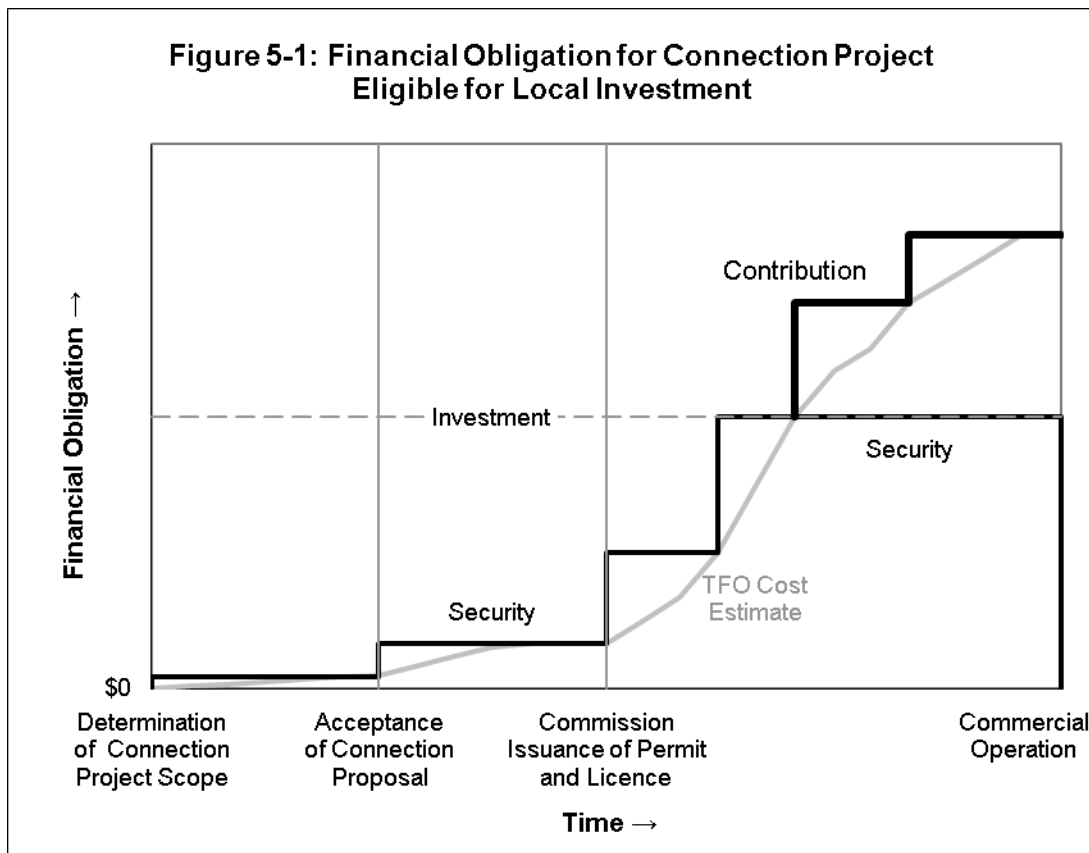 Figure 5-1: Financial Obligation for Connection Project
Eligible for Local Investment
Financial Obligation →
Contribution
Investment
Security
TFO Cost
Estimate
Security
$0
Determination
of Connection
Project Scope
Acceptance
of Connection
Proposal
Commission
Issuance of Permit
and Licence
Commercial
Operation
Time →